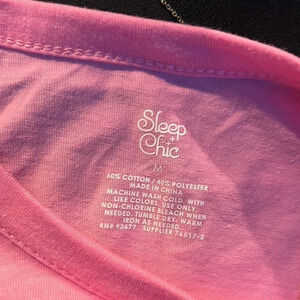 Sleep
+
Chic
M
60% COTTON / 40% POLYESTER
MADE IN CHINA
MACHINE WASH COLD, WITH
LIKE COLORS, USE ONLY
NON-CHLORINE BLEACH WHEN
NEEDED. TUMBLE DRY- WARM
IRON AS NEEDED.
RN# 93677 SUPPLIER 76517-2